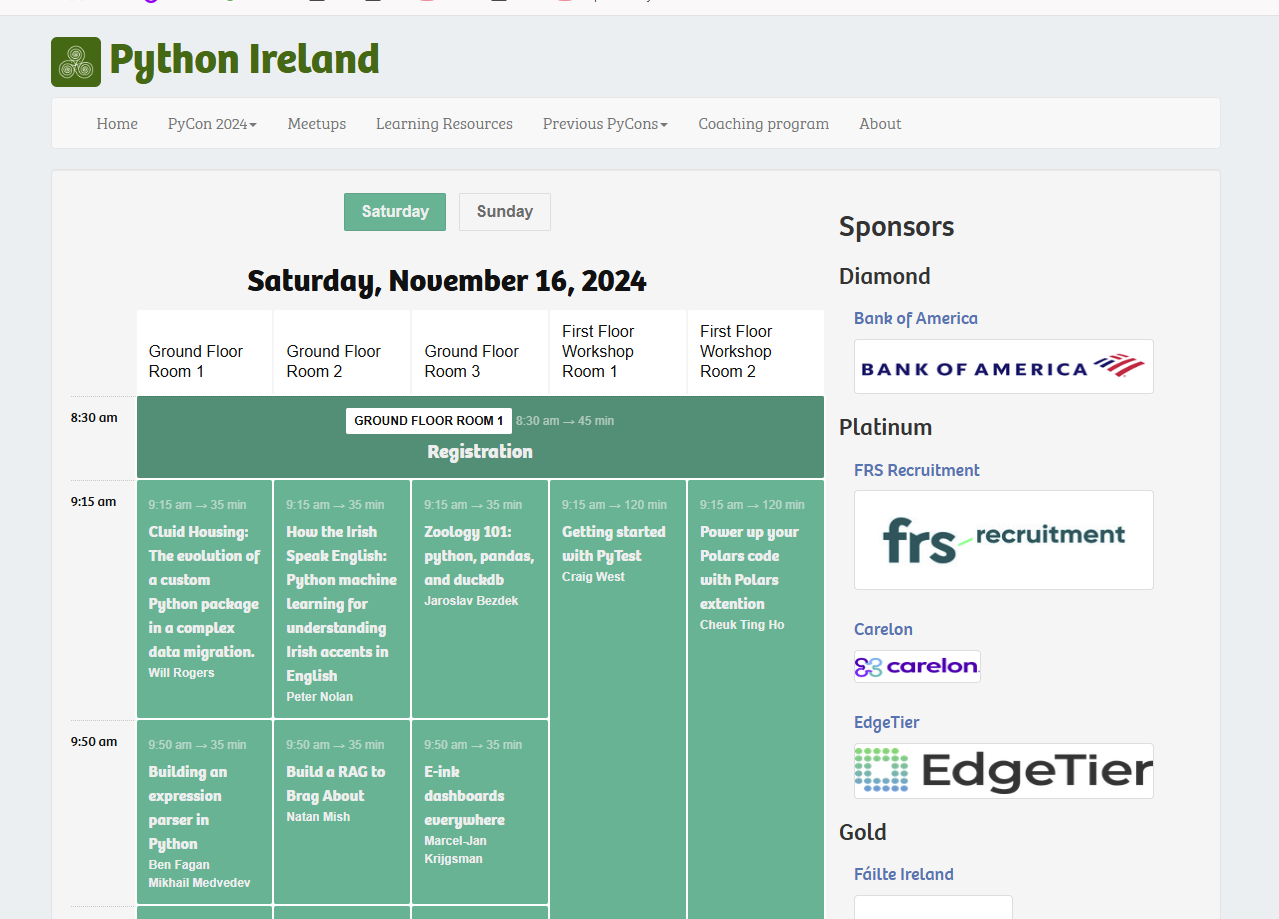 Python Ireland
Home PyCon 2024 Meetups Learning Resources Previous PyCons Coaching program About
Saturday Sunday
Saturday, November 16, 2024
Ground Floor
Room 1
Ground Floor
Room 2
Ground Floor
Room 3
First Floor
Workshop
Room 1
First Floor
Workshop
Room 2
8:30 am
GROUND FLOOR ROOM 1 8:30 am → 45 min
Registration
9:15 am
9:15 am → 35 min
Cluid Housing:
The evolution of
a custom
Python package
in a complex
data migration.
Will Rogers
9:15 am → 35 min
How the Irish
Speak English:
Python machine
learning for
understanding
Irish accents in
English
Peter Nolan
9:15 am → 35 min
Zoology 101:
python, pandas,
and duckdb
Jaroslav Bezdek
9:15 am → 120 min
Getting started
with PyTest
Craig West
9:15 am → 120 min
Power up your
Polars code
with Polars
extention
Cheuk Ting Ho
9:50 am
9:50 am → 35 min
Building an
expression
parser in
Python
Ben Fagan
Mikhail Medvedev
9:50 am → 35 min
Build a RAG to
Brag About
Natan Mish
9:50 am → 35 min
E-ink
dashboards
everywhere
Marcel-Jan
Krijgsman
Sponsors
Diamond
Bank of America
BANK OF AMERICA
Platinum
FRS Recruitment
frs recruitment
Carelon
carelon
EdgeTier
EdgeTier
Gold
Fáilte Ireland